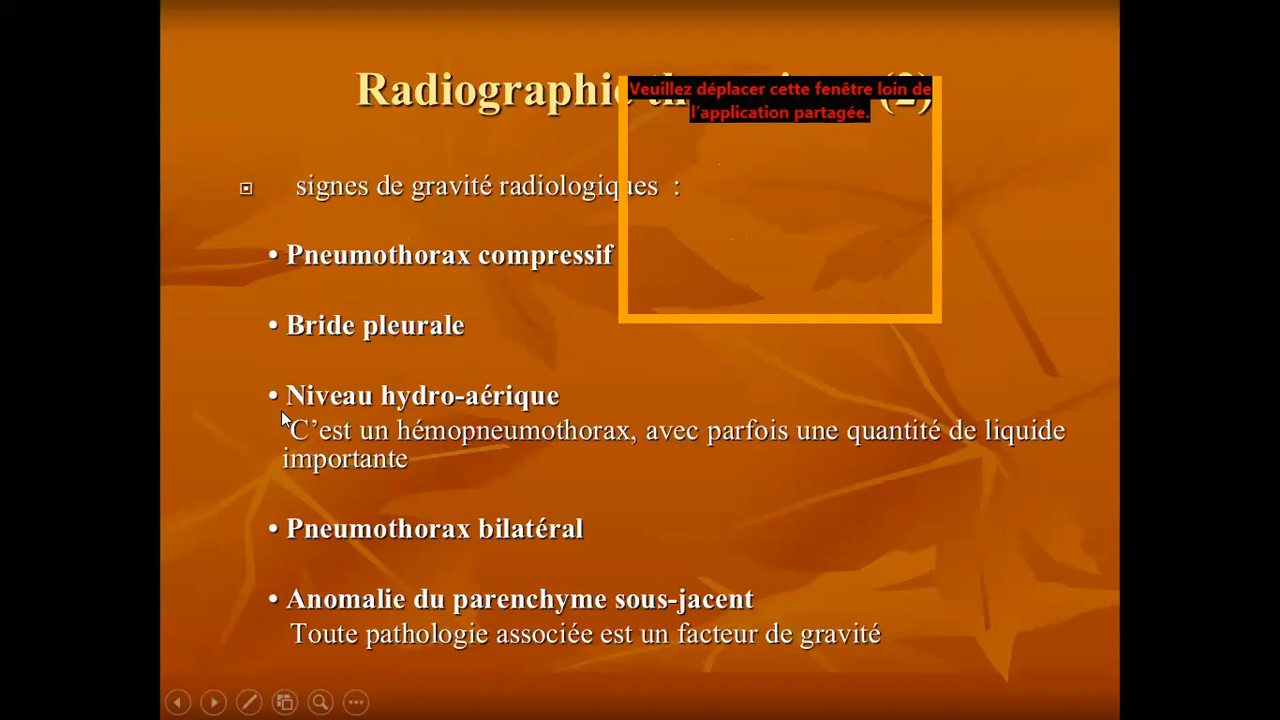 Radiographie (2)
Veuillez déplacer cette fenêtre loin de
l'application partagée.
signes de gravité radiologiques :
• Pneumothorax compressif
• Bride pleurale
• Niveau hydro-aérique
C’est un hémopneumothorax, avec parfois une quantité de liquide
importante
• Pneumothorax bilatéral
• Anomalie du parenchyme sous-jacent
Toute pathologie associée est un facteur de gravité